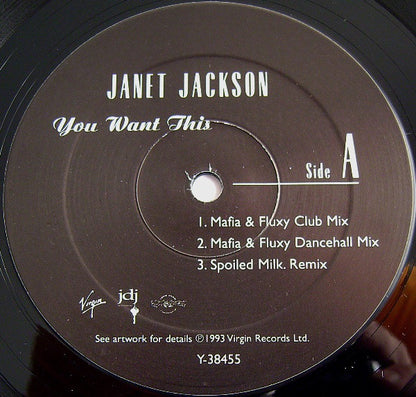 JANET JACKSON
You Want This
Side A
1. Mafia & Fluxy Club Mix
2. Mafia & Fluxy Dancehall Mix
3. Spoiled Milk. Remix
Virgin
jdj
See artwork for details ℗1993 Virgin Records Ltd.
Y-38455